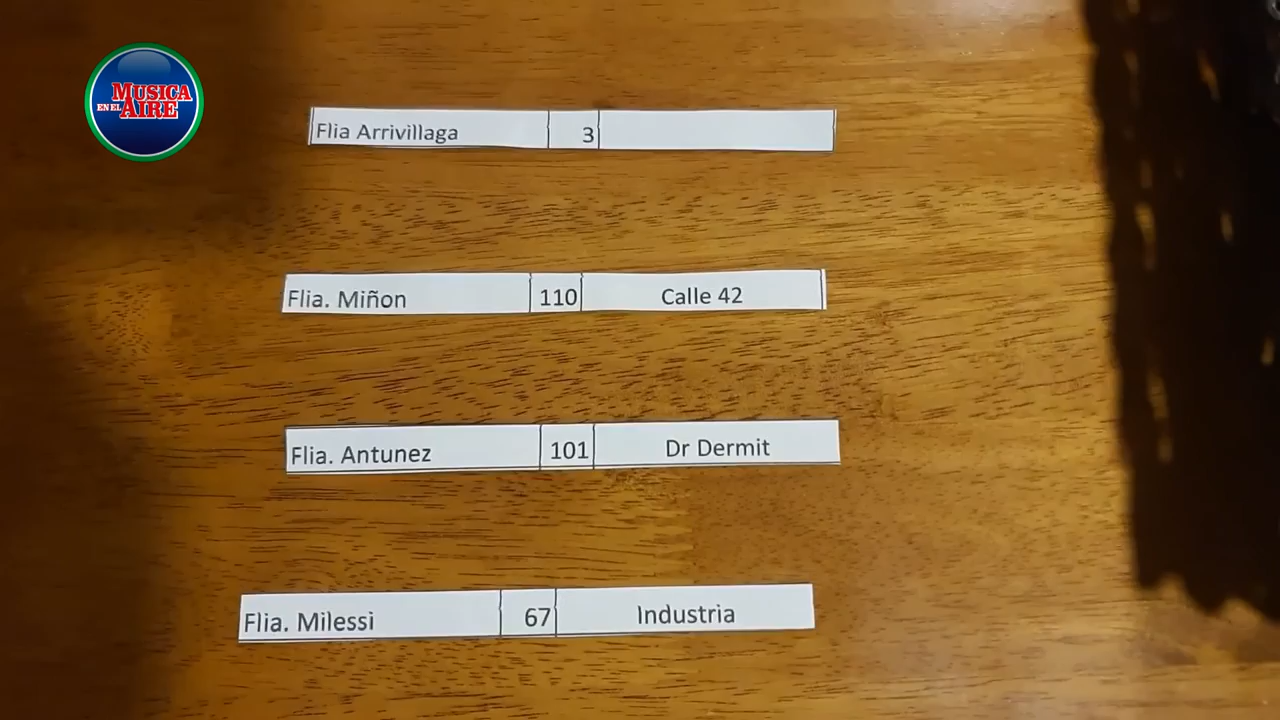 MUSICA
EN EL AIRE
Flia Arrivillaga 3
Flia. Miñon 110 Calle 42
Flia. Antunez 101 Dr Dermit
Flia. Milessi 67 Industria